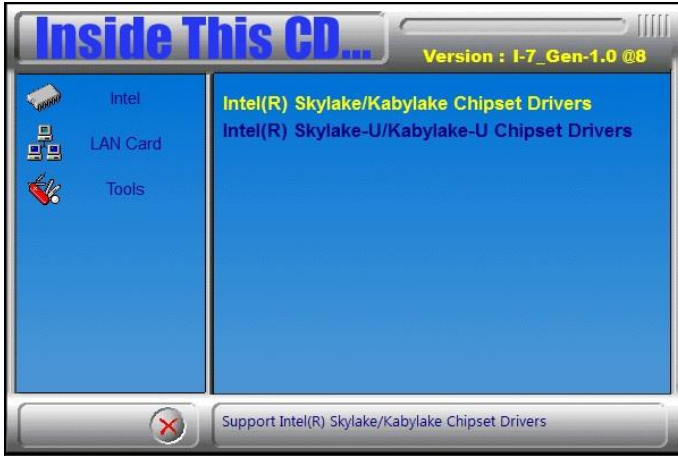 Inside This CD...
Version : I-7_Gen-1.0 @8
Intel
LAN Card
Tools
Intel(R) Skylake/Kabylake Chipset Drivers
Intel(R) Skylake-U/Kabylake-U Chipset Drivers
Support Intel(R) Skylake/Kabylake Chipset Drivers